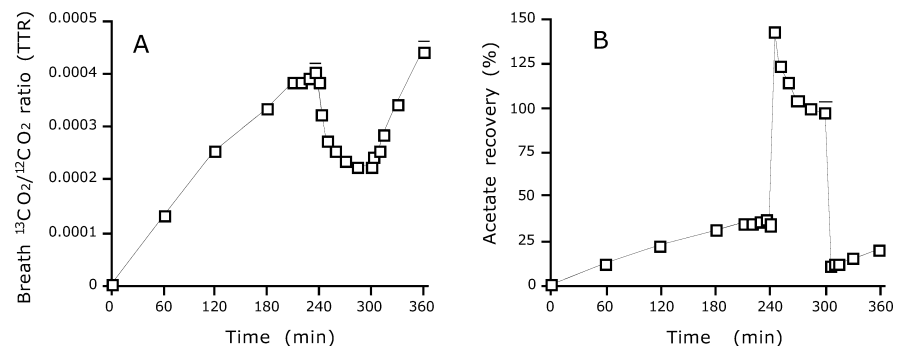 A
Breath ¹³CO₂/¹²CO₂ ratio (TTR)
0.0005
0.0004
0.0003
0.0002
0.0001
0
0 60 120 180 240 300 360
Time (min)
B
Acetate recovery (%)
150
125
100
75
50
25
0
0 60 120 180 240 300 360
Time (min)